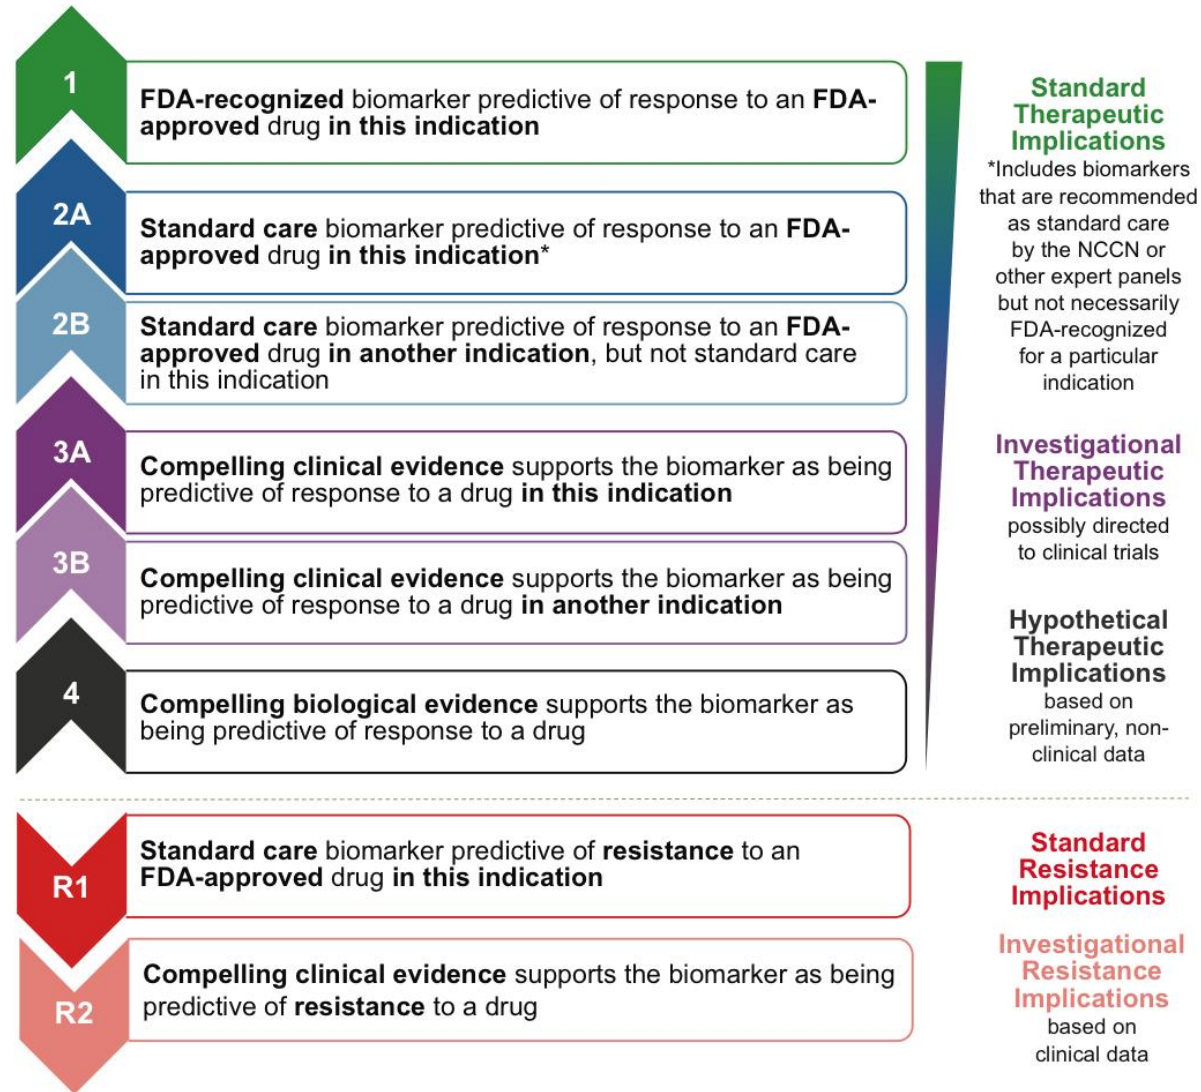 1
FDA-recognized biomarker predictive of response to an FDA-
approved drug in this indication
2A
Standard care biomarker predictive of response to an FDA-
approved drug in this indication*
2B
Standard care biomarker predictive of response to an FDA-
approved drug in another indication, but not standard care
in this indication
Standard
Therapeutic
Implications
*Includes biomarkers
that are recommended
as standard care
by the NCCN or
other expert panels
but not necessarily
FDA-recognized
for a particular
indication
3A
Compelling clinical evidence supports the biomarker as being
predictive of response to a drug in this indication
3B
Compelling clinical evidence supports the biomarker as being
predictive of response to a drug in another indication
Investigational
Therapeutic
Implications
possibly directed
to clinical trials
4
Compelling biological evidence supports the biomarker as
being predictive of response to a drug
Hypothetical
Therapeutic
Implications
based on
preliminary, non-
clinical data
R1
Standard care biomarker predictive of resistance to an
FDA-approved drug in this indication
Standard
Resistance
Implications
R2
Compelling clinical evidence supports the biomarker as being
predictive of resistance to a drug
Investigational
Resistance
Implications
based on
clinical data